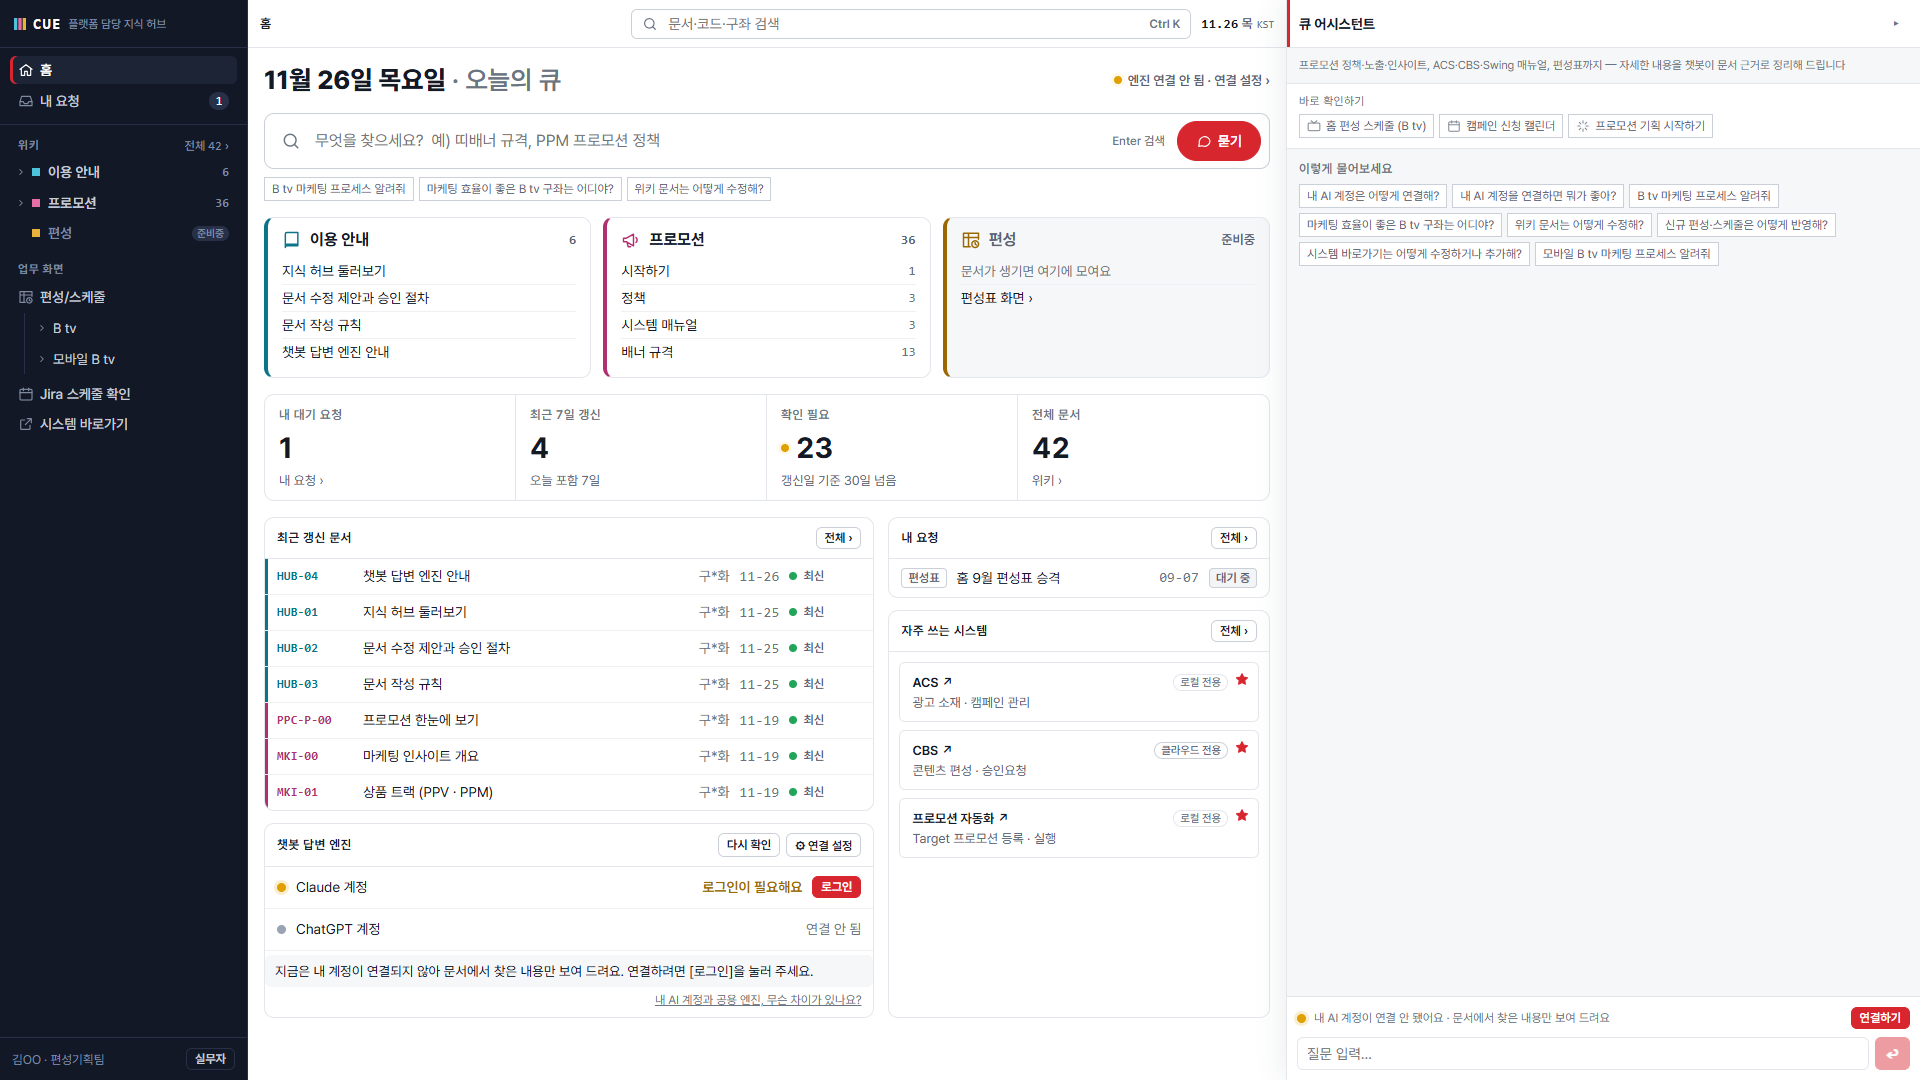 CUE 플랫폼 담당 지식 허브
홈
내 요청 1
위키 전체 42 ›
이용 안내 6
프로모션 36
편성 준비중
업무 화면
편성/스케줄
B tv
모바일 B tv
Jira 스케줄 확인
시스템 바로가기
김OO · 편성기획팀 실무자
홈
문서·코드·구좌 검색 Ctrl K
11.26 목 KST
11월 26일 목요일 · 오늘의 큐
엔진 연결 안 됨 · 연결 설정 ›
무엇을 찾으세요? 예) 띠배너 규격, PPM 프로모션 정책 Enter 검색 묻기
B tv 마케팅 프로세스 알려줘 마케팅 효율이 좋은 B tv 구좌는 어디야? 위키 문서는 어떻게 수정해?
이용 안내 6
지식 허브 둘러보기
문서 수정 제안과 승인 절차
문서 작성 규칙
챗봇 답변 엔진 안내
프로모션 36
시작하기 1
정책 3
시스템 매뉴얼 3
배너 규격 13
편성 준비중
문서가 생기면 여기에 모여요
편성표 화면 ›
내 대기 요청
1
내 요청 ›
최근 7일 갱신
4
오늘 포함 7일
확인 필요
23
갱신일 기준 30일 넘음
전체 문서
42
위키 ›
최근 갱신 문서 전체 ›
HUB-04 챗봇 답변 엔진 안내 구*화 11-26 최신
HUB-01 지식 허브 둘러보기 구*화 11-25 최신
HUB-02 문서 수정 제안과 승인 절차 구*화 11-25 최신
HUB-03 문서 작성 규칙 구*화 11-25 최신
PPC-P-00 프로모션 한눈에 보기 구*화 11-19 최신
MKI-00 마케팅 인사이트 개요 구*화 11-19 최신
MKI-01 상품 트랙 (PPV · PPM) 구*화 11-19 최신
챗봇 답변 엔진 다시 확인 ⚙ 연결 설정
Claude 계정 로그인이 필요해요 로그인
ChatGPT 계정 연결 안 됨
지금은 내 계정이 연결되지 않아 문서에서 찾은 내용만 보여 드려요. 연결하려면 [로그인]을 눌러 주세요.
내 AI 계정과 공용 엔진, 무슨 차이가 있나요?
내 요청 전체 ›
편성표 홈 9월 편성표 승격 09-07 대기 중
자주 쓰는 시스템 전체 ›
ACS ↗ 로컬 전용 ★
광고 소재 · 캠페인 관리
CBS ↗ 클라우드 전용 ★
콘텐츠 편성 · 승인요청
프로모션 자동화 ↗ 로컬 전용 ★
Target 프로모션 등록 · 실행
큐 어시스턴트 ▸
프로모션 정책·노출·인사이트, ACS·CBS·Swing 매뉴얼, 편성표까지 — 자세한 내용을 챗봇이 문서 근거로 정리해 드립니다
바로 확인하기
홈 편성 스케줄 (B tv) 캠페인 신청 캘린더 프로모션 기획 시작하기
이렇게 물어보세요
내 AI 계정은 어떻게 연결해? 내 AI 계정을 연결하면 뭐가 좋아? B tv 마케팅 프로세스 알려줘
마케팅 효율이 좋은 B tv 구좌는 어디야? 위키 문서는 어떻게 수정해? 신규 편성·스케줄은 어떻게 반영해?
시스템 바로가기는 어떻게 수정하거나 추가해? 모바일 B tv 마케팅 프로세스 알려줘
내 AI 계정이 연결 안 됐어요 · 문서에서 찾은 내용만 보여 드려요 연결하기
질문 입력...